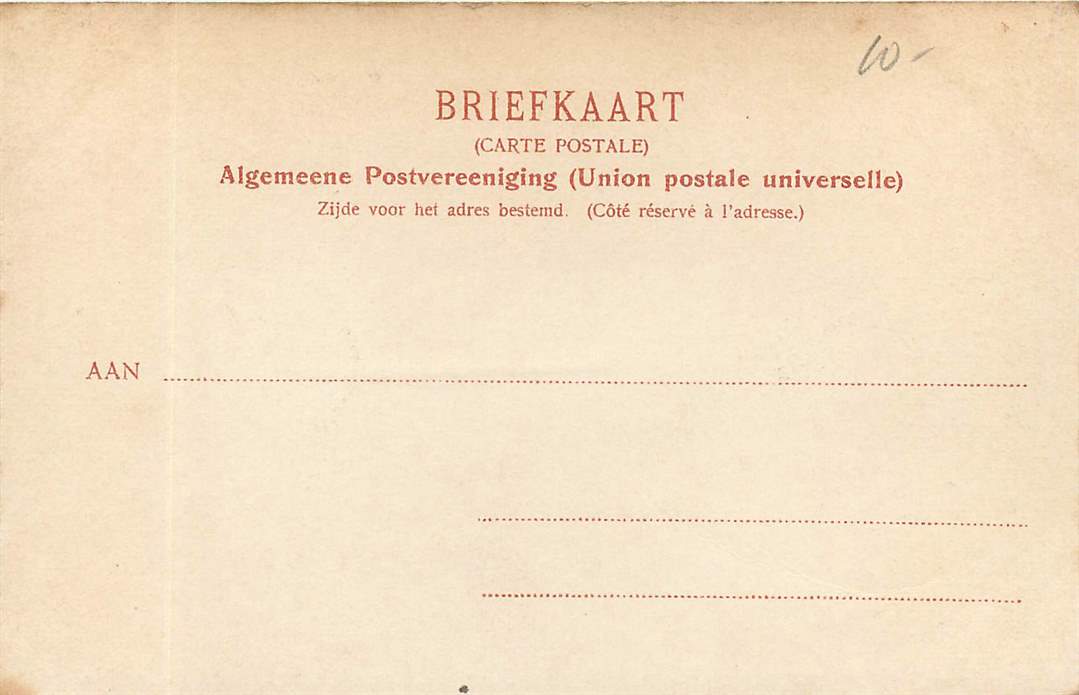 10-
BRIEFKAART
(CARTE POSTALE)
Algemeene Postvereeniging (Union postale universelle)
Zijde voor het adres bestemd. (Côté réservé à l'adresse.)
AAN